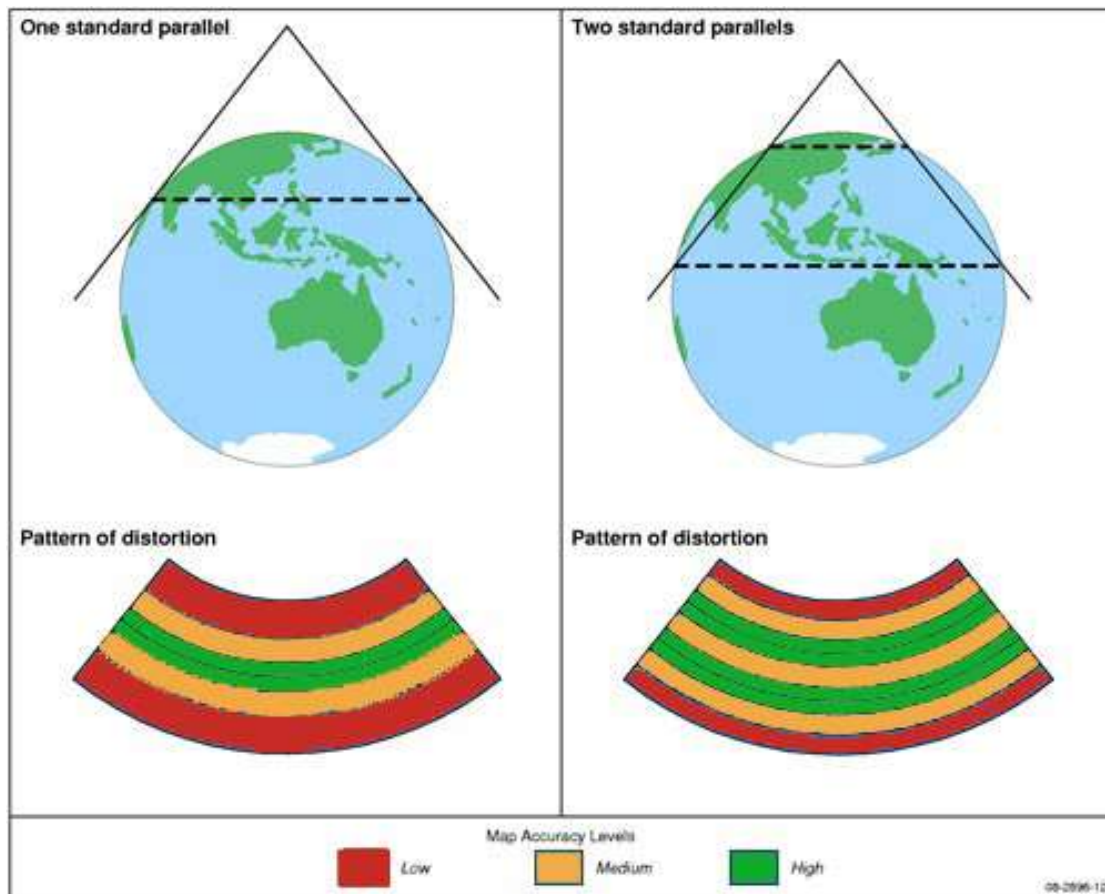 One standard parallel
Two standard parallels
Pattern of distortion
Pattern of distortion
Map Accuracy Levels
Low
Medium
High